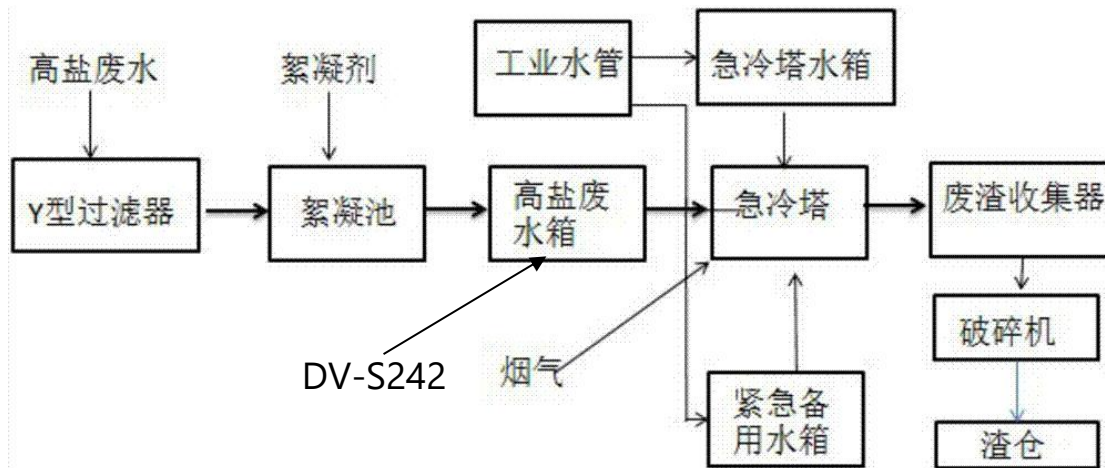 高盐废水
絮凝剂
工业水管
急冷塔水箱
Y型过滤器
絮凝池
高盐废
水箱
急冷塔
废渣收集器
DV-S242
烟气
紧急备
用水箱
破碎机
渣仓